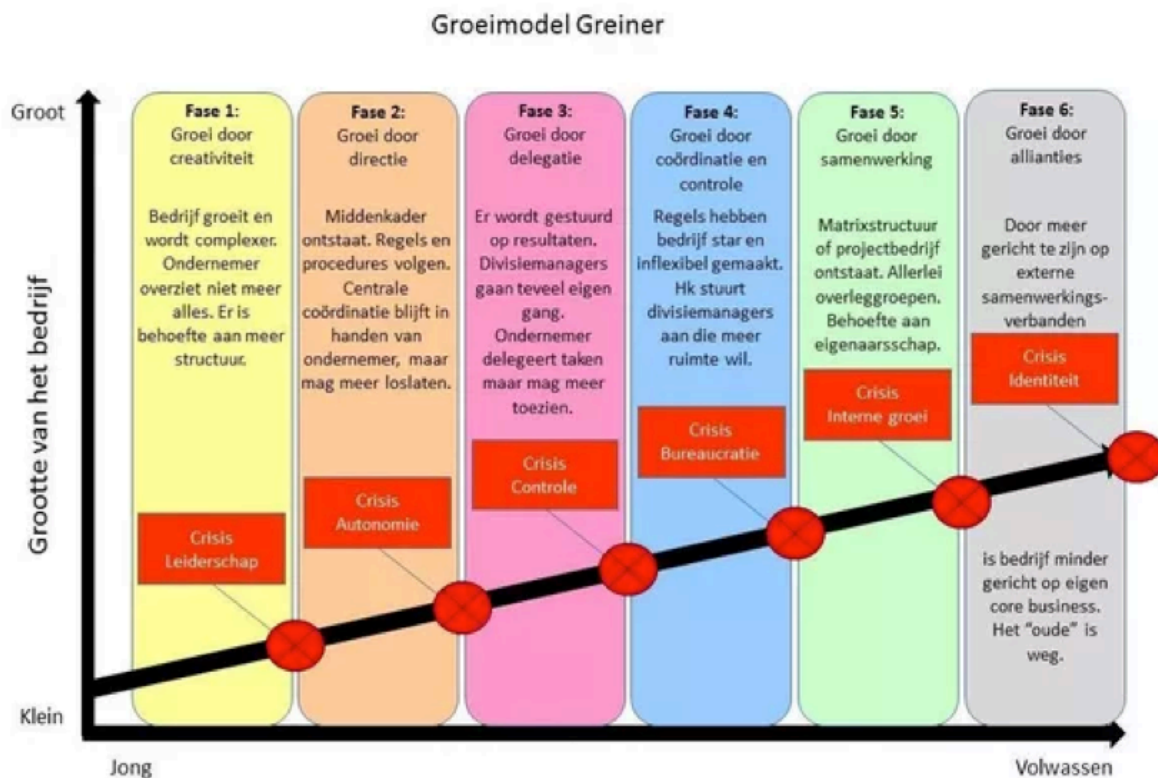 Groeimodel Greiner
Groot
Grootte van het bedrijf
Klein
Jong
Volwassen
Fase 1:
Groei door
creativiteit
Bedrijf groeit en
wordt complexer.
Ondernemer
overziet niet meer
alles. Er is
behoefte aan meer
structuur.
Crisis
Leiderschap
Fase 2:
Groei door
directie
Middenkader
ontstaat. Regels en
procedures volgen.
Centrale
coördinatie blijft in
handen van
ondernemer, maar
mag meer loslaten.
Crisis
Autonomie
Fase 3:
Groei door
delegatie
Er wordt gestuurd
op resultaten.
Divisiemanagers
gaan teveel eigen
gang.
Ondernemer
delegeert taken
maar mag meer
toezien.
Crisis
Controle
Fase 4:
Groei door
coördinatie en
controle
Regels hebben
bedrijf star en
inflexibel gemaakt.
Hk stuurt
divisiemanagers
aan die meer
ruimte wil.
Crisis
Bureaucratie
Fase 5:
Groei door
samenwerking
Matrixstructuur
of projectbedrijf
ontstaat. Allerlei
overleggroepen.
Behoefte aan
eigenaarsschap.
Crisis
Interne groei
Fase 6:
Groei door
allianties
Door meer
gericht te zijn op
externe
samenwerkings-
verbanden
Crisis
Identiteit
is bedrijf minder
gericht op eigen
core business.
Het “oude” is
weg.